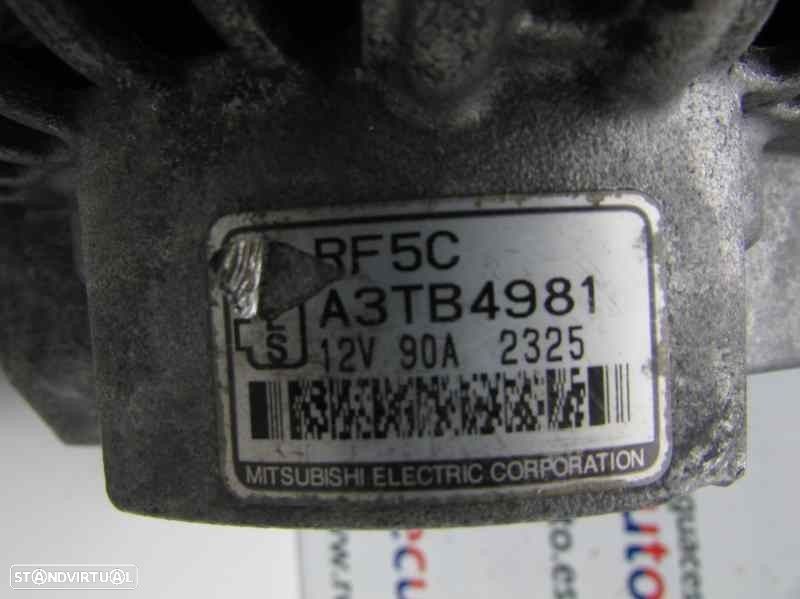 RF5C
A3TB4981
L
S
12V 90A 2325
MITSUBISHI ELECTRIC CORPORATION
STANDVIRTUAL